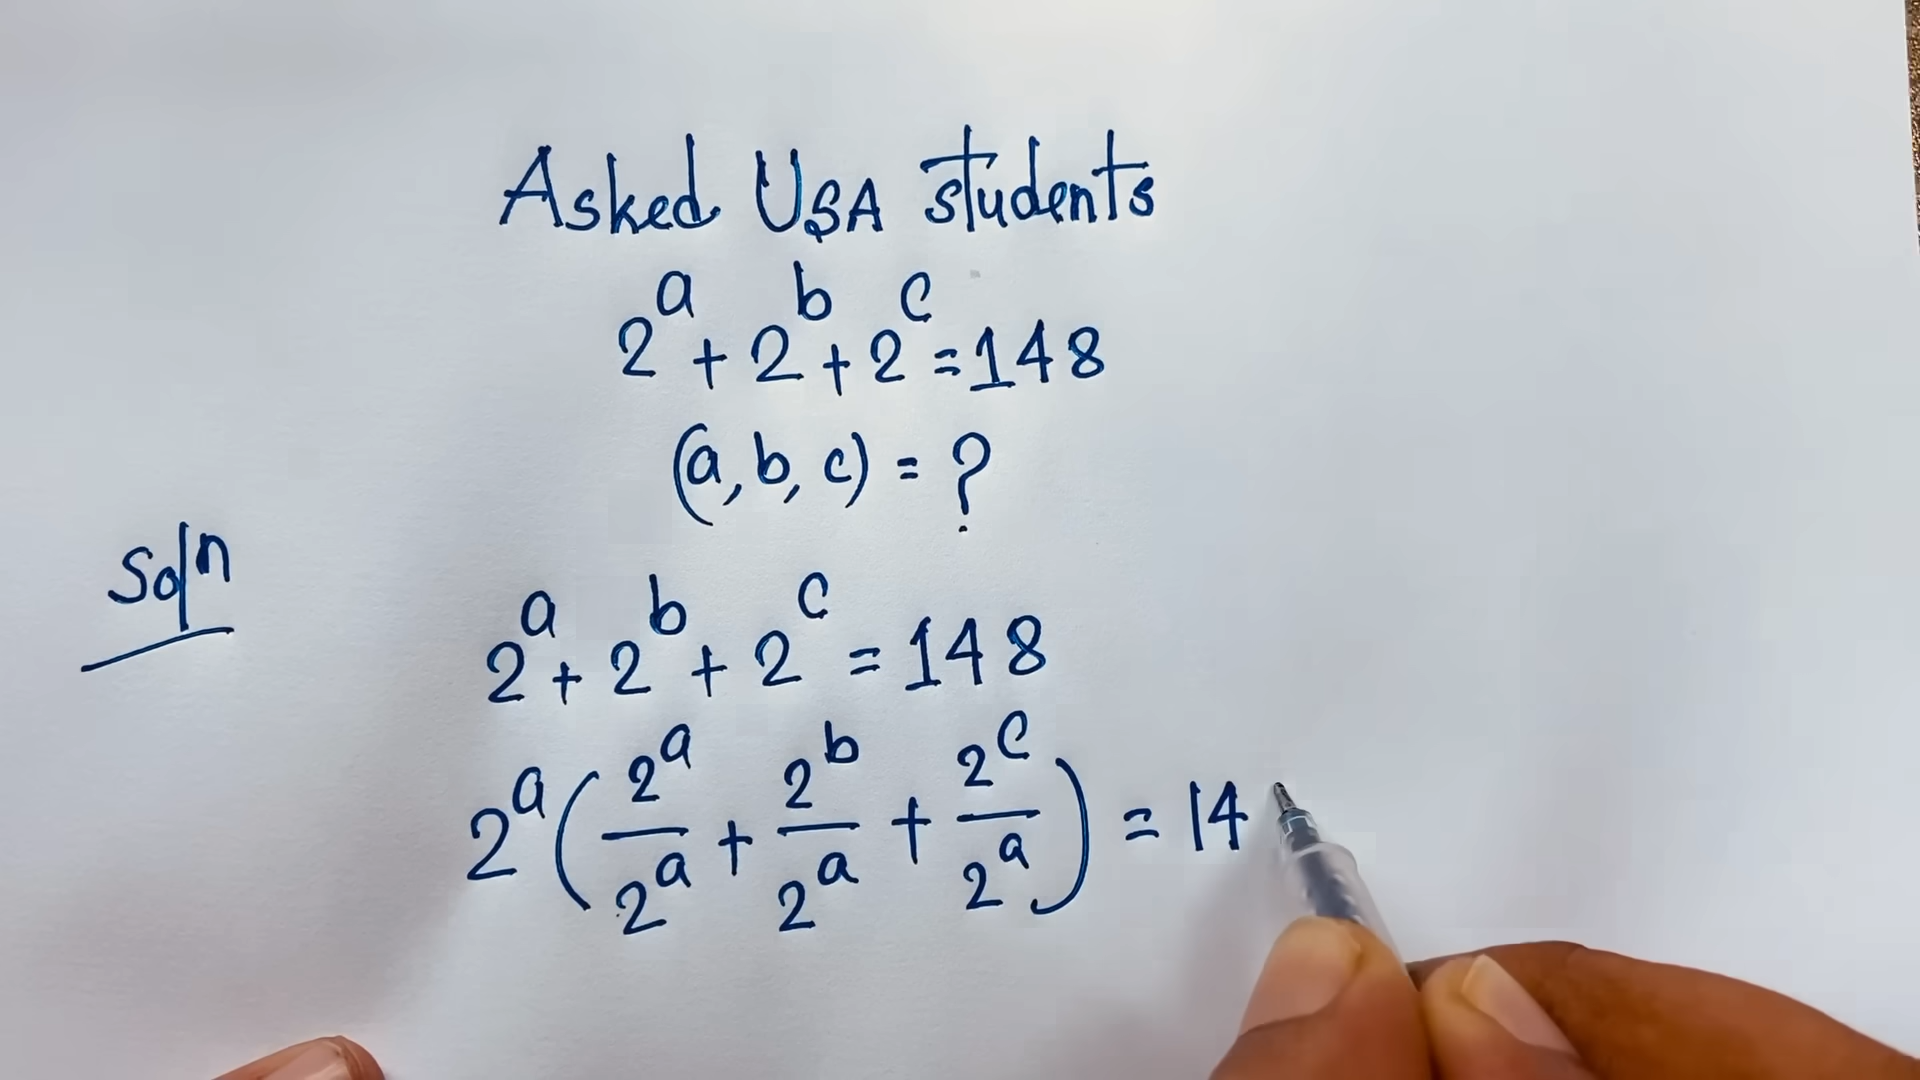 Asked USA students
2^a + 2^b + 2^c = 148
(a, b, c) = ?
Soln
2^a + 2^b + 2^c = 148
2^a (2^a/2^a + 2^b/2^a + 2^c/2^a) = 14